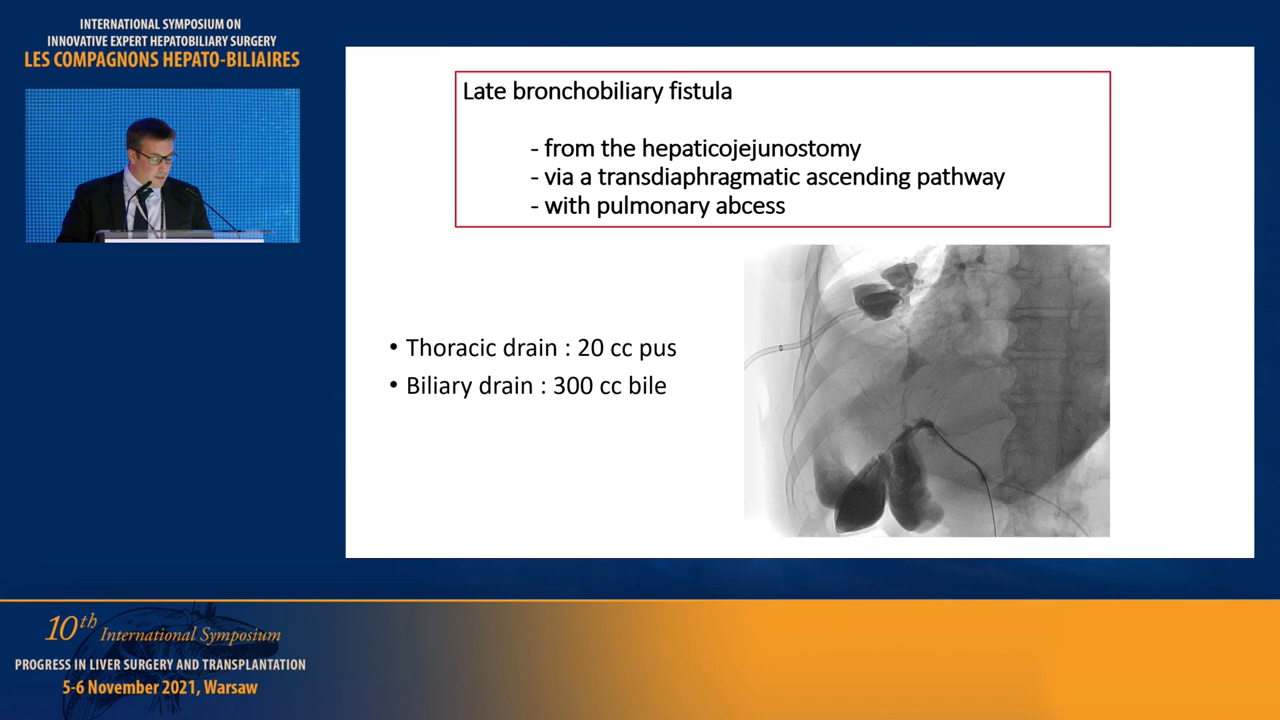 INTERNATIONAL SYMPOSIUM ON
INNOVATIVE EXPERT HEPATOBILIARY SURGERY
LES COMPAGNONS HEPATO-BILIAIRES
Late bronchobiliary fistula
- from the hepaticojejunostomy
- via a transdiaphragmatic ascending pathway
- with pulmonary abcess
• Thoracic drain : 20 cc pus
• Biliary drain : 300 cc bile
10th International Symposium
PROGRESS IN LIVER SURGERY AND TRANSPLANTATION
5-6 November 2021, Warsaw